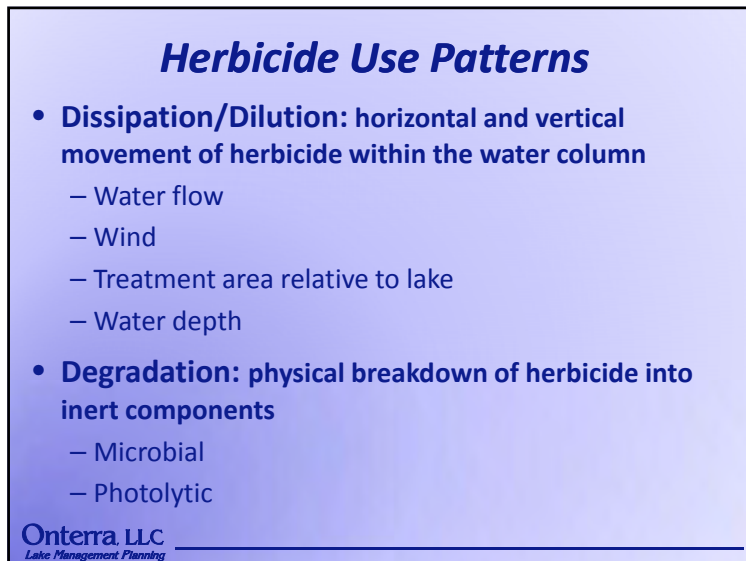 Herbicide Use Patterns
• Dissipation/Dilution: horizontal and vertical
movement of herbicide within the water column
– Water flow
– Wind
– Treatment area relative to lake
– Water depth
• Degradation: physical breakdown of herbicide into
inert components
– Microbial
– Photolytic
Onterra, LLC
Lake Management Planning